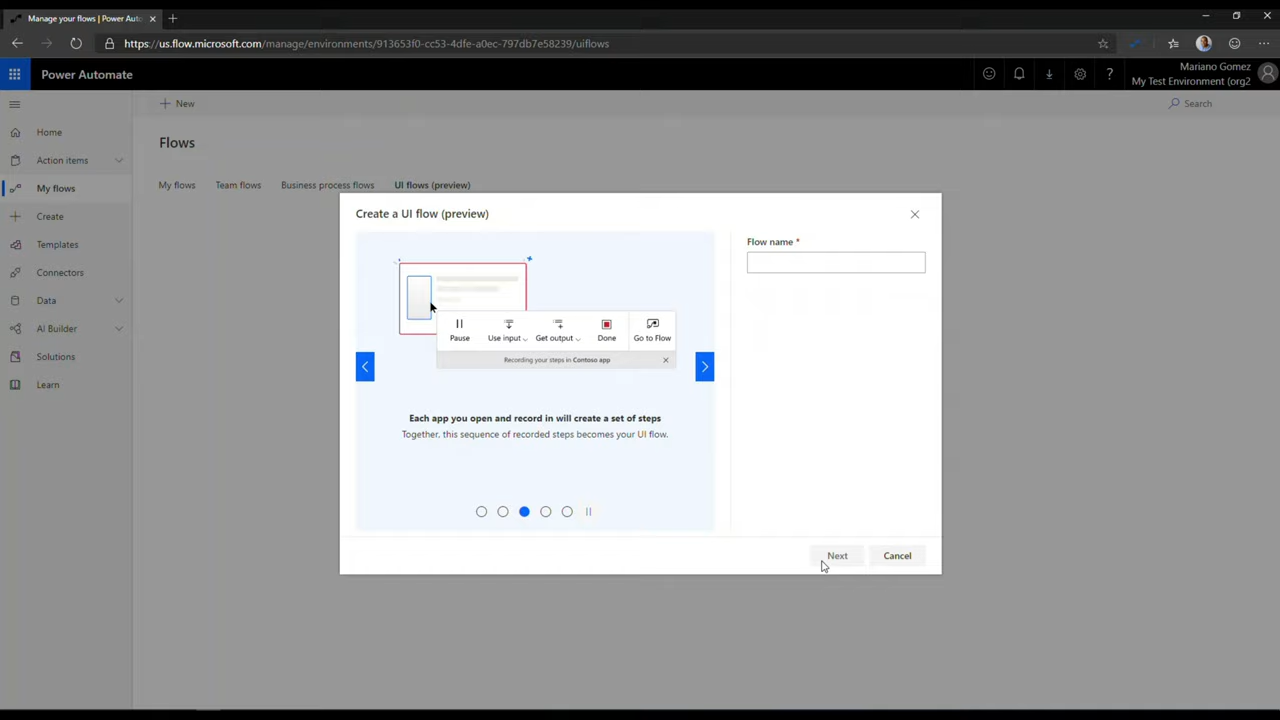 Manage your flows | Power Auto
https://us.flow.microsoft.com/manage/environments/913653f0-cc53-4dfe-a0ec-797db7e58239/uiflows
Power Automate
Mariano Gomez
My Test Environment (org2
New
Search
Home
Action items
My flows
Create
Templates
Connectors
Data
AI Builder
Solutions
Learn
Flows
My flows
Team flows
Business process flows
UI flows (preview)
Create a UI flow (preview)
Flow name *
Pause
Use input
Get output
Done
Go to Flow
Recording your steps in Contoso app
Each app you open and record in will create a set of steps
Together, this sequence of recorded steps becomes your UI flow.
Next
Cancel